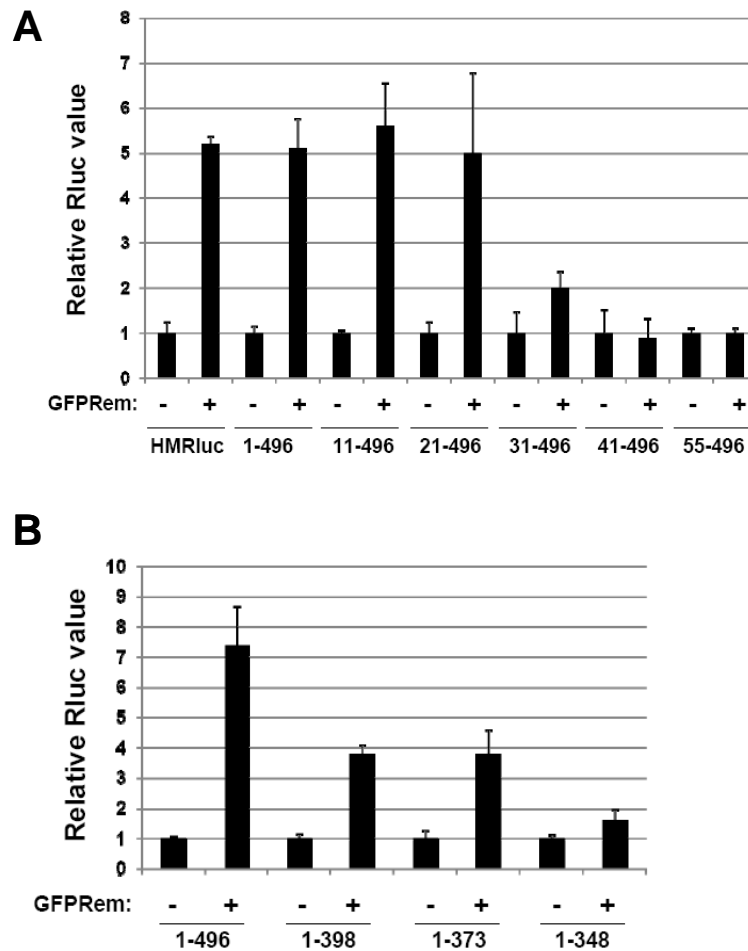 A
Relative Rluc value
8
7
6
5
4
3
2
1
0
GFPRem: - + - + - + - + - + - + - +
HMRluc 1-496 11-496 21-496 31-496 41-496 55-496
B
Relative Rluc value
10
9
8
7
6
5
4
3
2
1
0
GFPRem: - + - + - + - +
1-496 1-398 1-373 1-348